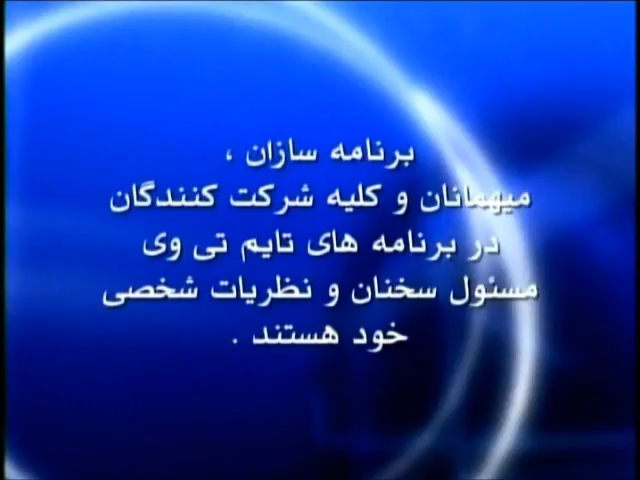 برنامه سازان ،
میهمانان و کلیه شرکت کنندگان
در برنامه های تایم تی وی
مسئول سخنان و نظریات شخصی
خود هستند .